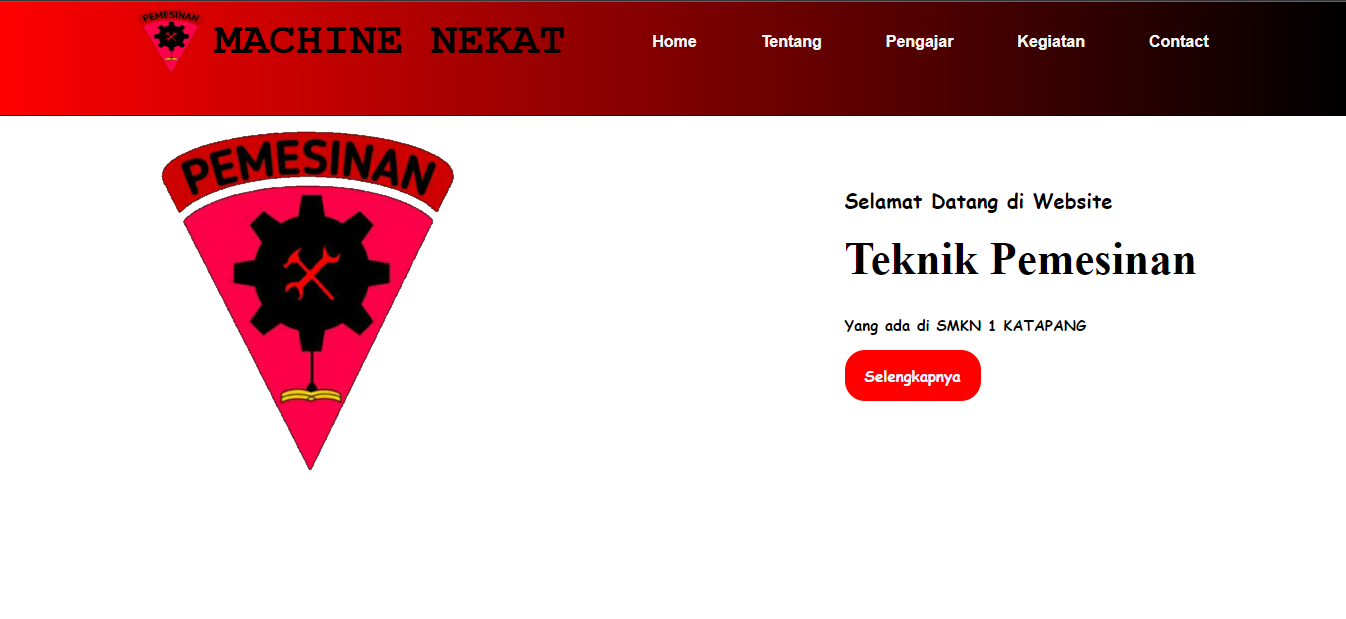 PEMESINAN
MACHINE NEKAT
Home Tentang Pengajar Kegiatan Contact
PEMESINAN
Selamat Datang di Website
Teknik Pemesinan
Yang ada di SMKN 1 KATAPANG
Selengkapnya